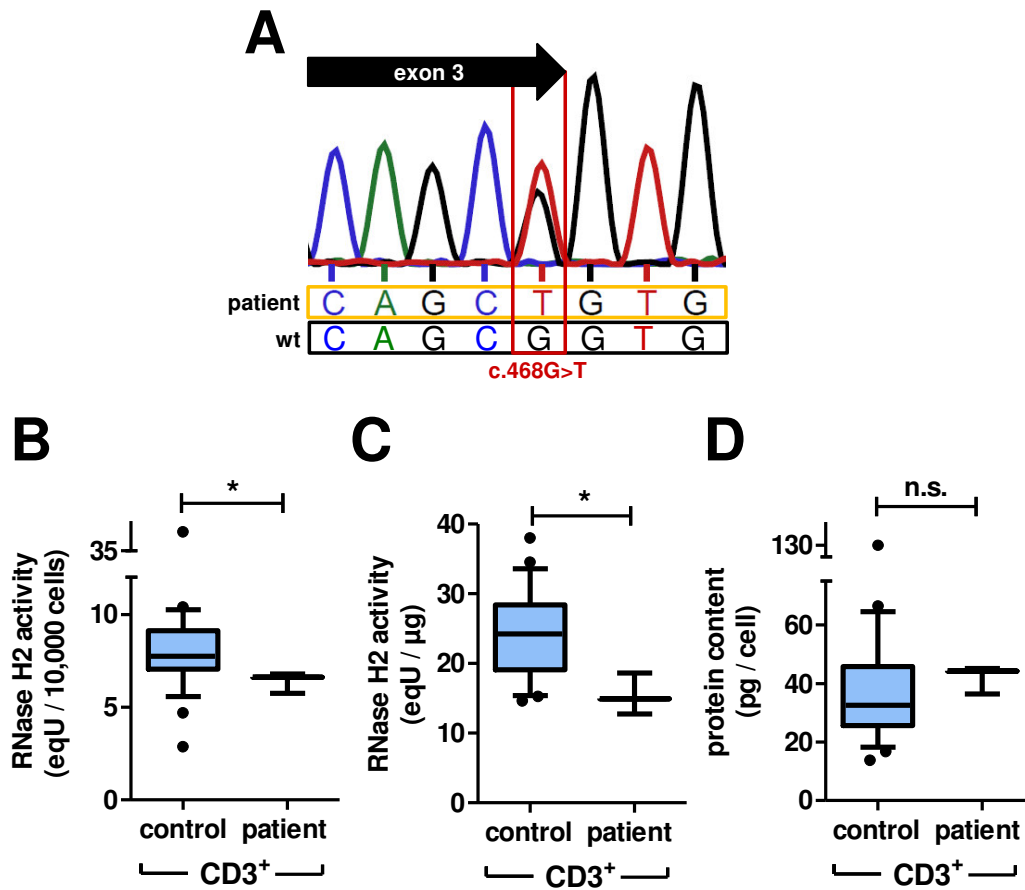 A
exon 3
patient C A G C T G T G
wt C A G C G G T G
c.468G>T
B
RNase H2 activity
(eqU / 10,000 cells)
*
35
10
5
0
control patient
CD3⁺
C
RNase H2 activity
(eqU / µg)
*
40
30
20
10
0
control patient
CD3⁺
D
protein content
(pg / cell)
n.s.
130
60
40
20
0
control patient
CD3⁺